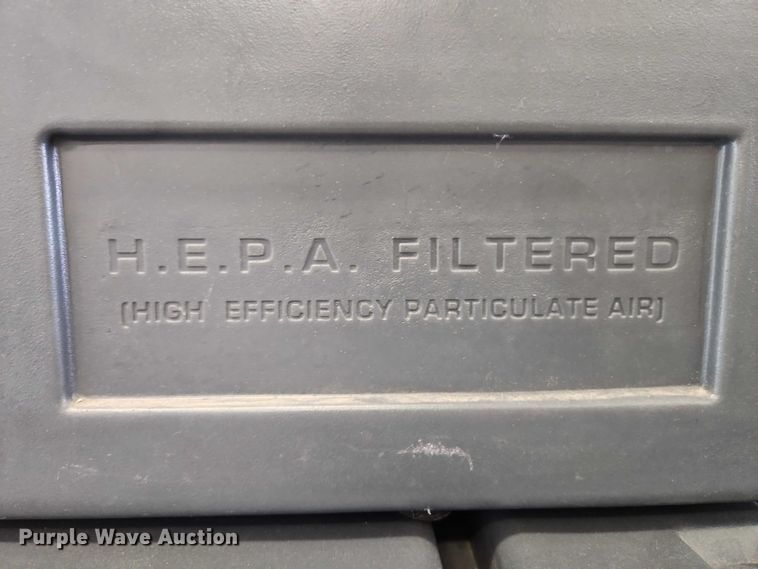 H.E.P.A. FILTERED
(HIGH EFFICIENCY PARTICULATE AIR)
Purple Wave Auction